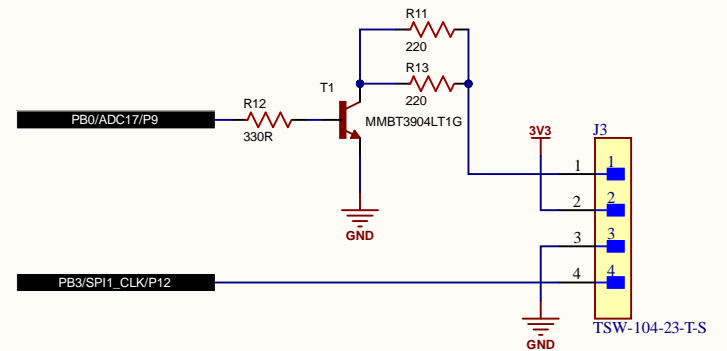 R11
220
R13
220
T1
MMBT3904LT1G
R12
330R
PB0/ADC17/P9
GND
3V3
J3
1 1
2 2
3 3
4 4
PB3/SPI1_CLK/P12
TSW-104-23-T-S
GND